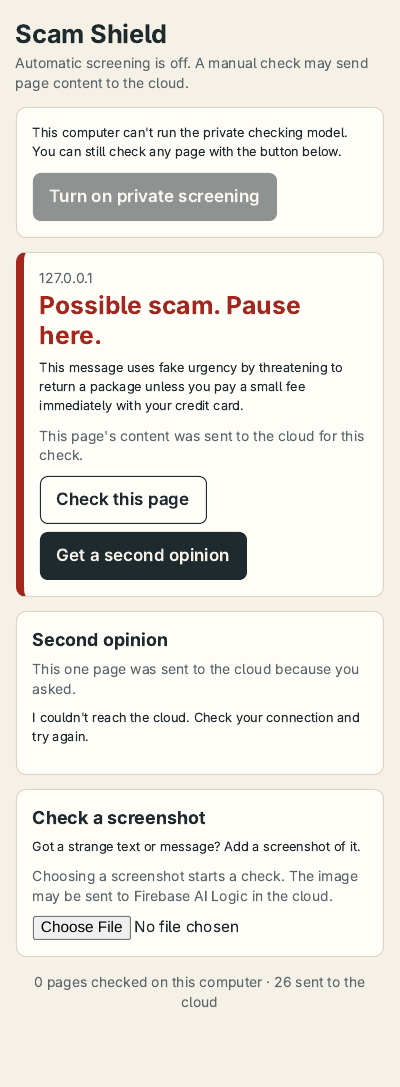 Scam Shield
Automatic screening is off. A manual check may send
page content to the cloud.
This computer can't run the private checking model.
You can still check any page with the button below.
Turn on private screening
127.0.0.1
Possible scam. Pause
here.
This message uses fake urgency by threatening to
return a package unless you pay a small fee
immediately with your credit card.
This page's content was sent to the cloud for this
check.
Check this page
Get a second opinion
Second opinion
This one page was sent to the cloud because you
asked.
I couldn't reach the cloud. Check your connection and
try again.
Check a screenshot
Got a strange text or message? Add a screenshot of it.
Choosing a screenshot starts a check. The image
may be sent to Firebase AI Logic in the cloud.
Choose File No file chosen
0 pages checked on this computer · 26 sent to the
cloud